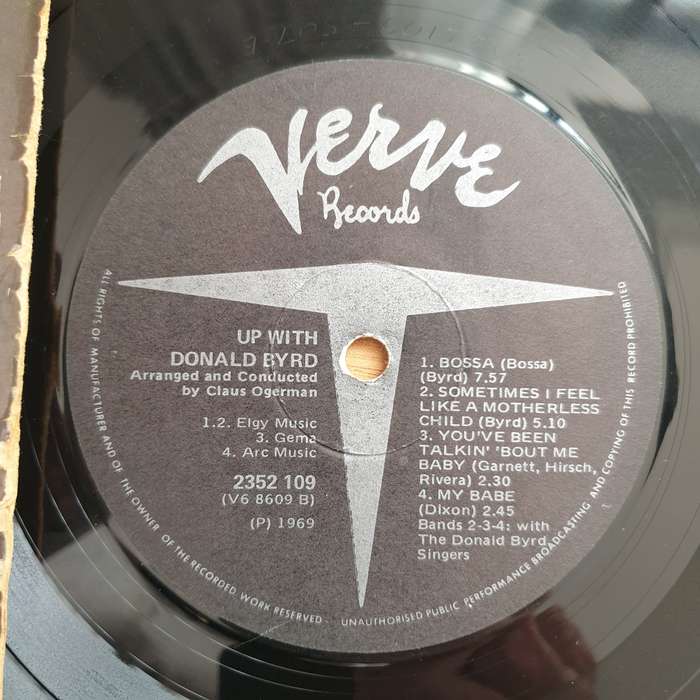 Verve
Records
UP WITH
DONALD BYRD
Arranged and Conducted
by Claus Ogerman
1.2. Elgy Music
3. Gema
4. Arc Music
2352 109
(V6 8609 B)
(P) 1969
1. BOSSA (Bossa)
(Byrd) 7.57
2. SOMETIMES I FEEL
LIKE A MOTHERLESS
CHILD (Byrd) 5.10
3. YOU'VE BEEN
TALKIN' 'BOUT ME
BABY (Garnett, Hirsch,
Rivera) 2.30
4. MY BABE
(Dixon) 2.45
Bands 2-3-4: with
The Donald Byrd
Singers
ALL RIGHTS OF MANUFACTURER AND OF THE OWNER OF THE RECORDED WORK RESERVED UNAUTHORISED PUBLIC PERFORMANCE BROADCASTING AND COPYING OF THIS RECORD PROHIBITED